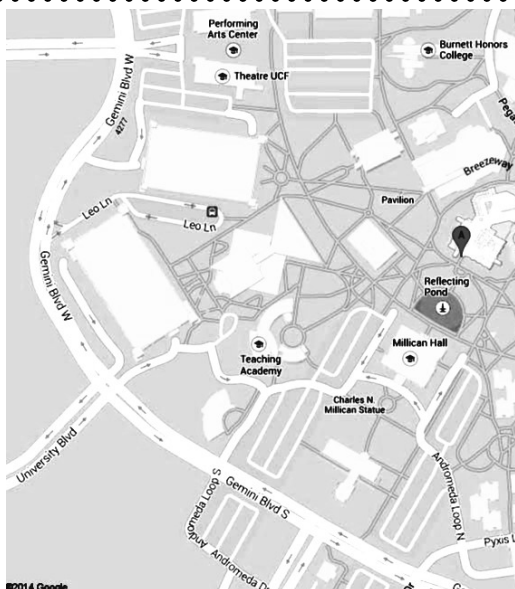 Performing
Arts Center
Theatre UCF
Burnett Honors
College
Gemini Blvd W
4277
Breezeway
Pavilion
Leo Ln
Leo Ln
A
Gemini Blvd W
Reflecting
Pond
Millican Hall
Teaching
Academy
Charles N.
Millican Statue
University Blvd
Andromeda Loop N
Gemini Blvd S
Andromeda Loop S
Pyxis
©2014 Google